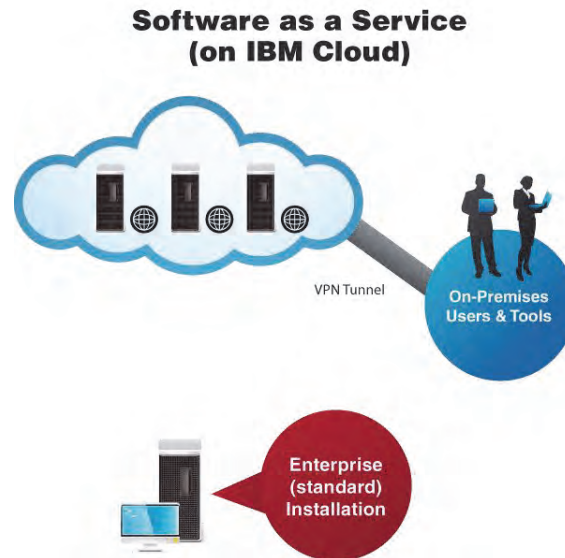 Software as a Service
(on IBM Cloud)
VPN Tunnel
On-Premises
Users & Tools
Enterprise
(standard)
Installation